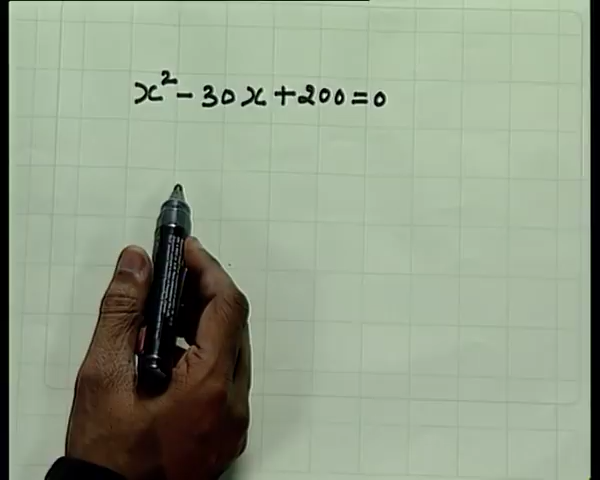 x² - 30x + 200 = 0